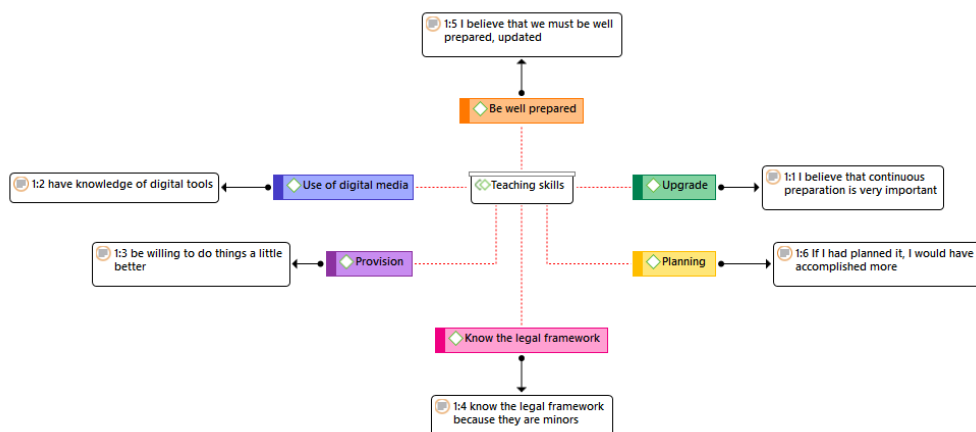 1:5 I believe that we must be well
prepared, updated
Be well prepared
1:2 have knowledge of digital tools
Use of digital media
Teaching skills
Upgrade
1:1 I believe that continuous
preparation is very important
1:3 be willing to do things a little
better
Provision
Planning
1:6 If I had planned it, I would have
accomplished more
Know the legal framework
1:4 know the legal framework
because they are minors